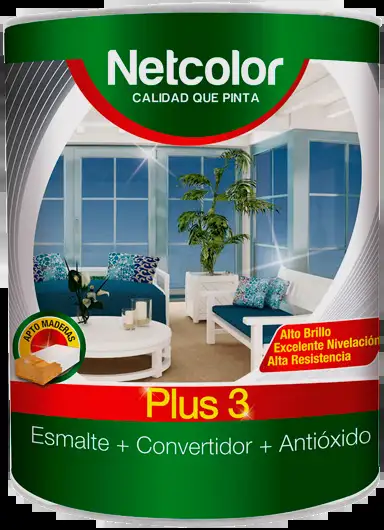 Netcolor
CALIDAD QUE PINTA
APTO MADERAS
Alto Brillo
Excelente Nivelación
Alta Resistencia
Plus 3
Esmalte + Convertidor + Antióxido